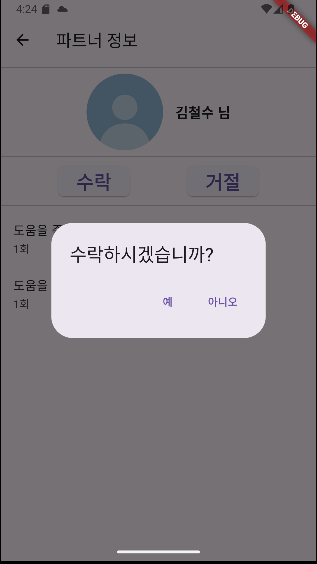 4:24
DEBUG
파트너 정보
김철수 님
수락
거절
도움을
1회
수락하시겠습니까?
도움을
예
아니오
1회